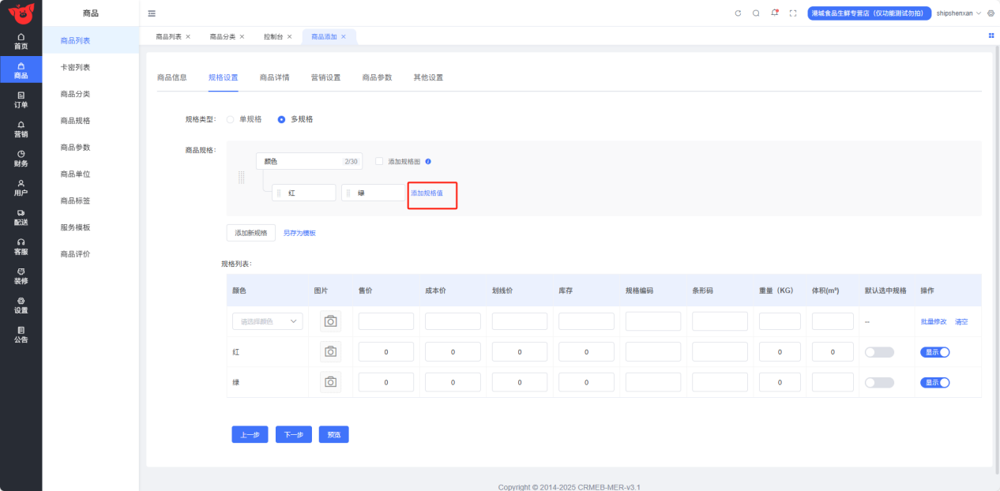 商品
港城食品生鲜专营店（仅功能测试勿拍）
shipshenxan
首页
商品
订单
营销
财务
用户
配送
客服
装修
设置
公告
商品列表
卡密列表
商品分类
商品规格
商品参数
商品单位
商品标签
服务模板
商品评价
商品列表 × 商品分类 × 控制台 × 商品添加 ×
商品信息 规格设置 商品详情 营销设置 商品参数 其他设置
规格类型： 单规格 多规格
商品规格：
颜色 2/30 添加规格图
红 绿 添加规格值
添加新规格 另存为模板
规格列表：
颜色 图片 售价 成本价 划线价 库存 规格编码 条形码 重量（KG） 体积(m³) 默认选中规格 操作
请选择颜色 -- 批量修改 清空
红 0 0 0 0 0 0 显示
绿 0 0 0 0 0 显示
上一步 下一步 预览
Copyright © 2014-2025 CRMEB-MER-v3.1